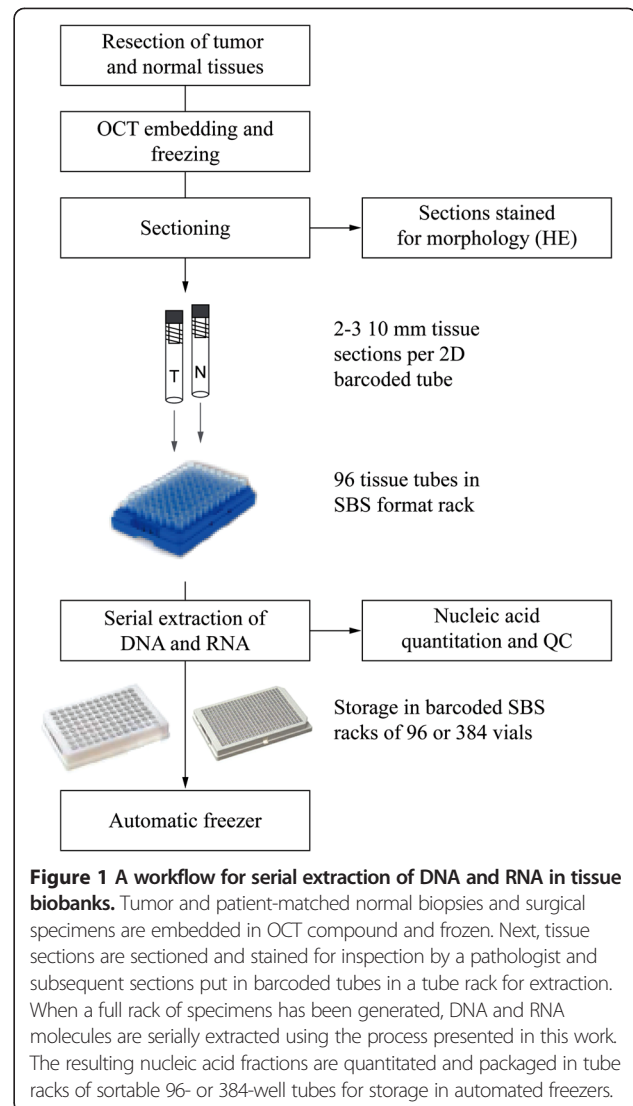 Resection of tumor
and normal tissues
OCT embedding and
freezing
Sectioning
Sections stained
for morphology (HE)
T N
2-3 10 mm tissue
sections per 2D
barcoded tube
96 tissue tubes in
SBS format rack
Serial extraction of
DNA and RNA
Nucleic acid
quantitation and QC
Storage in barcoded SBS
racks of 96 or 384 vials
Automatic freezer
Figure 1 A workflow for serial extraction of DNA and RNA in tissue
biobanks. Tumor and patient-matched normal biopsies and surgical
specimens are embedded in OCT compound and frozen. Next, tissue
sections are sectioned and stained for inspection by a pathologist and
subsequent sections put in barcoded tubes in a tube rack for extraction.
When a full rack of specimens has been generated, DNA and RNA
molecules are serially extracted using the process presented in this work.
The resulting nucleic acid fractions are quantitated and packaged in tube
racks of sortable 96- or 384-well tubes for storage in automated freezers.